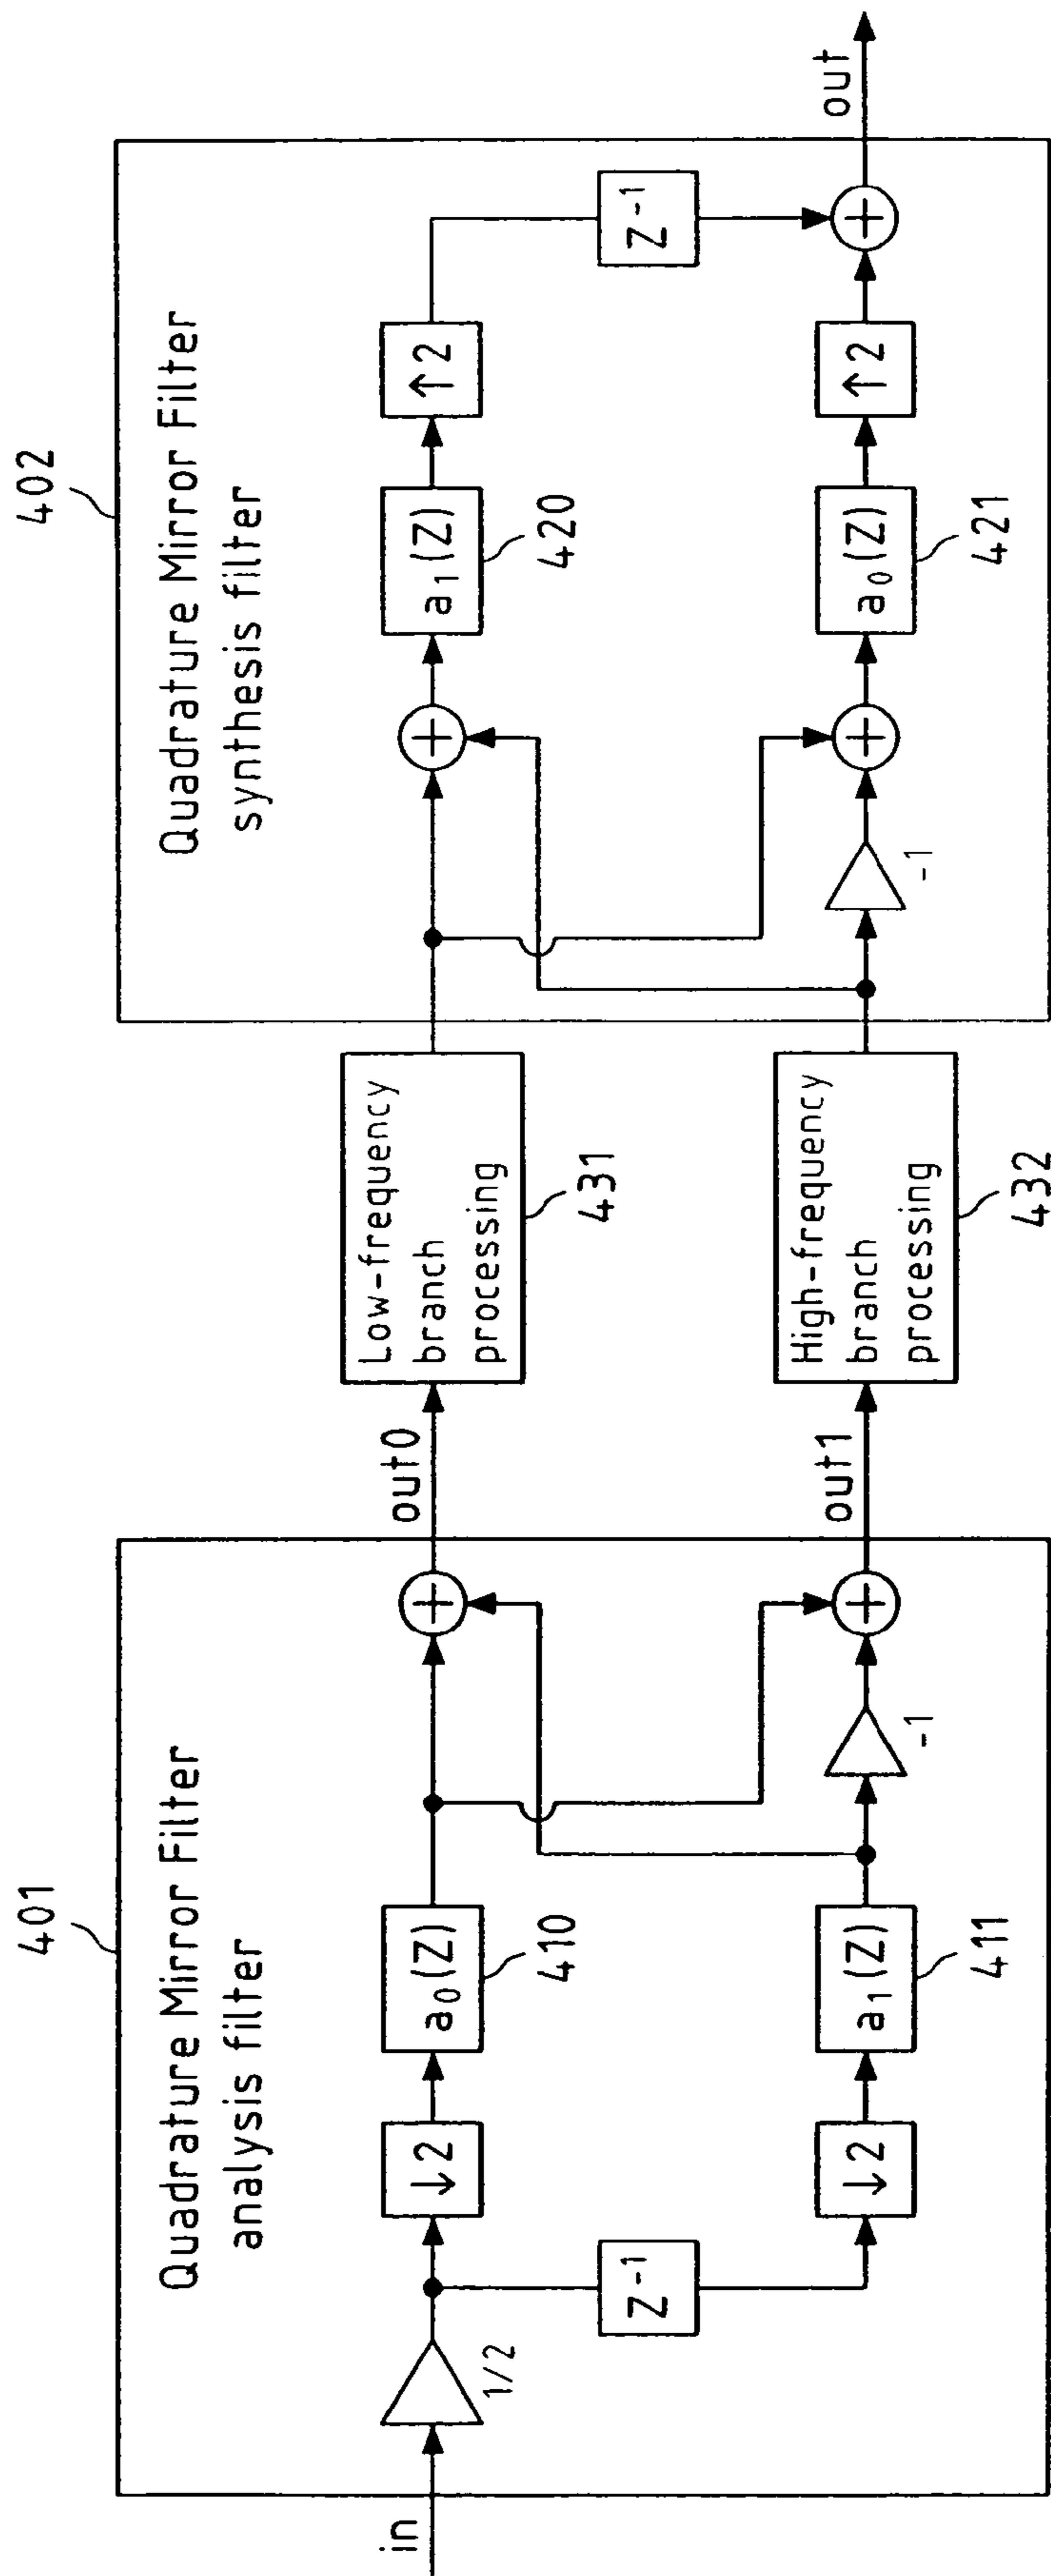 401
Quadrature Mirror Filter
analysis filter
in
1/2
Z⁻¹
↓2
a₀(Z)
410
↓2
a₁(Z)
411
-1
out0
out1
Low-frequency
branch
processing
431
High-frequency
branch
processing
432
402
Quadrature Mirror Filter
synthesis filter
-1
a₁(Z)
420
a₀(Z)
421
↑2
↑2
Z⁻¹
out